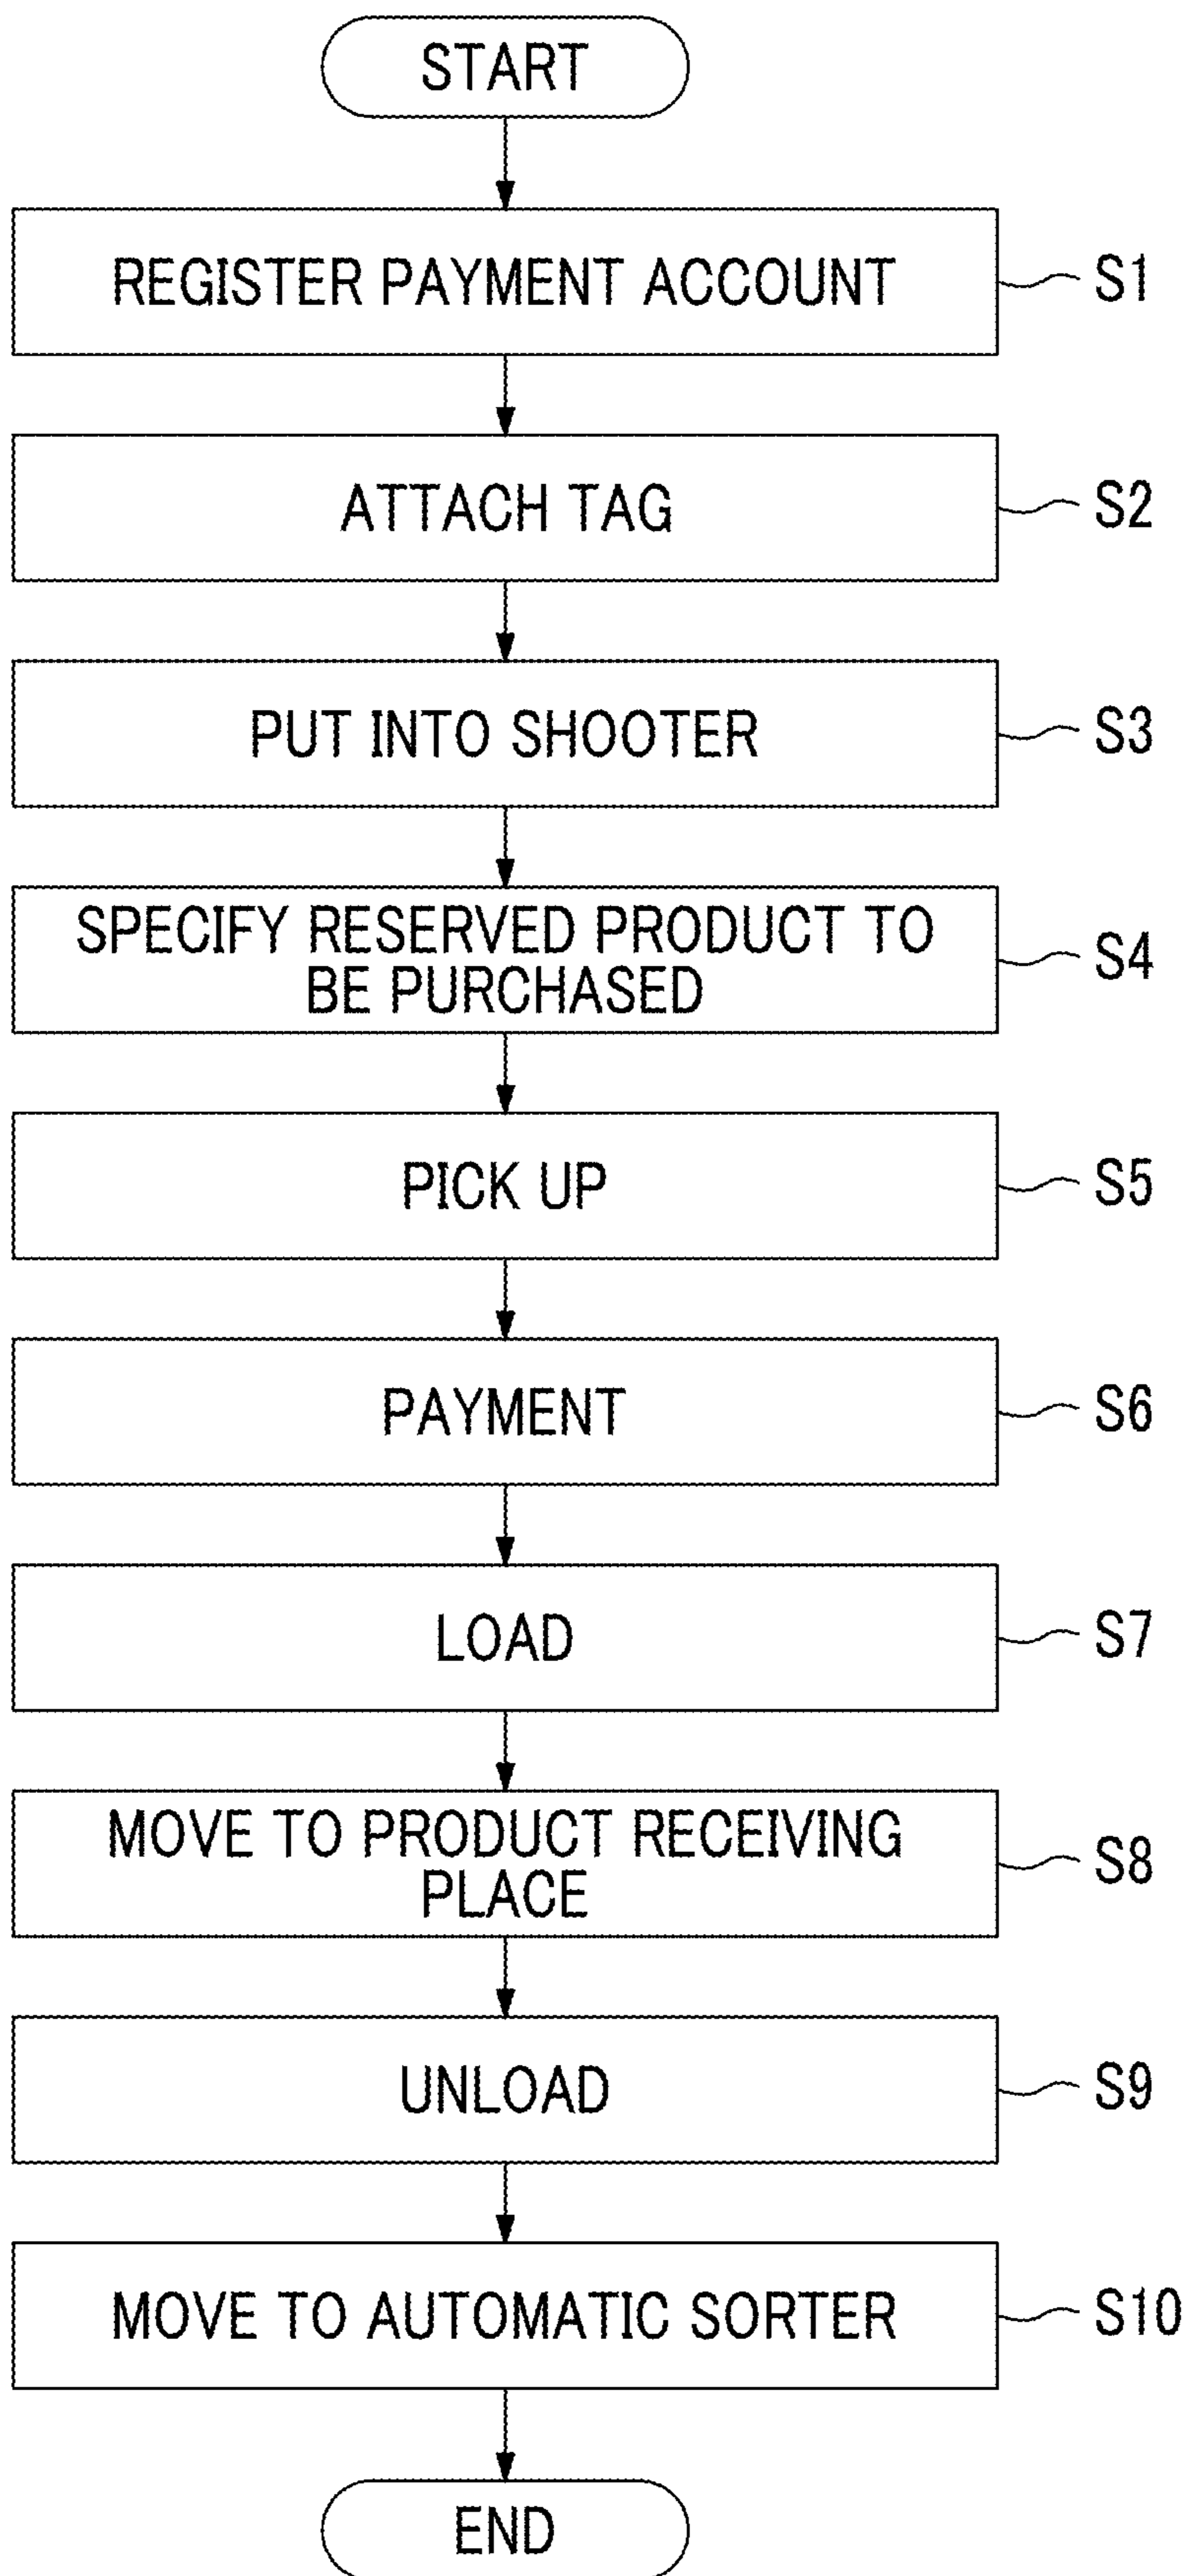 START
REGISTER PAYMENT ACCOUNT
S1
ATTACH TAG
S2
PUT INTO SHOOTER
S3
SPECIFY RESERVED PRODUCT TO
BE PURCHASED
S4
PICK UP
S5
PAYMENT
S6
LOAD
S7
MOVE TO PRODUCT RECEIVING
PLACE
S8
UNLOAD
S9
MOVE TO AUTOMATIC SORTER
S10
END